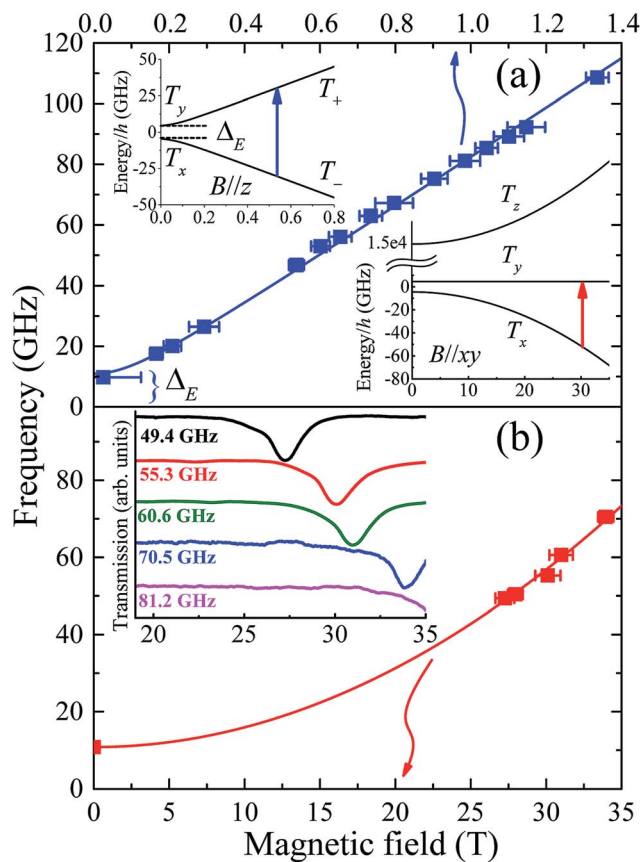 0.0 0.2 0.4 0.6 0.8 1.0 1.2 1.4
120
100
80
60
40
20
0
(a)
Energy/h (GHz)
50
25
0
-25
-50
T_y
T_x
Δ_E
B//z
T_+
T_-
0.0 0.2 0.4 0.6 0.8
Energy/h (GHz)
1.5e4
0
-20
-40
-60
-80
T_z
T_y
T_x
B//xy
0 10 20 30
} Δ_E
Frequency (GHz)
(b)
80
60
40
20
0
Transmission (arb. units)
49.4 GHz
55.3 GHz
60.6 GHz
70.5 GHz
81.2 GHz
20 25 30 35
0 5 10 15 20 25 30 35
Magnetic field (T)